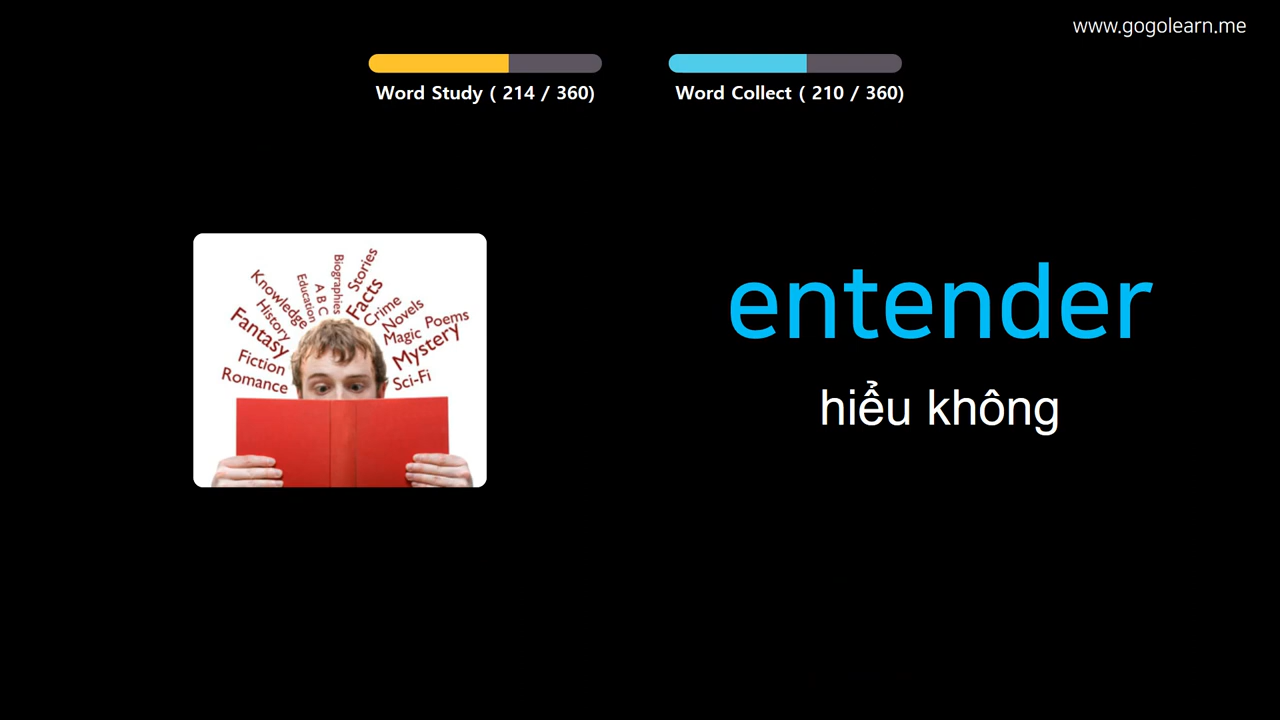 www.gogolearn.me
Word Study ( 214 / 360)
Word Collect ( 210 / 360)
Knowledge
History
Fantasy
Fiction
Romance
Education
A B C
Biographies
Stories
Facts
Crime
Novels
Magic
Poems
Mystery
Sci-Fi
entender
hiểu không